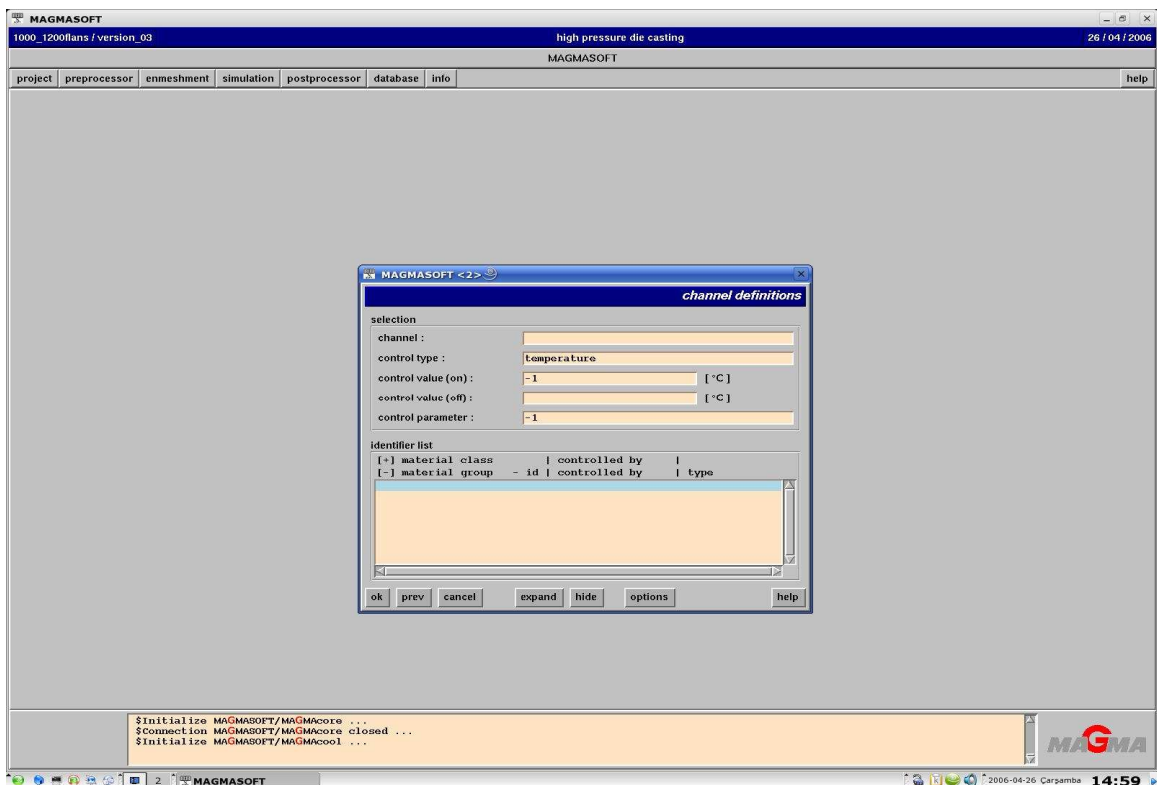 MAGMASOFT
1000_1200flans / version_03 high pressure die casting 26 / 04 / 2006
MAGMASOFT
project preprocessor enmeshment simulation postprocessor database info help
MAGMASOFT <2>
channel definitions
selection
channel :
control type : temperature
control value (on) : -1 [ °C ]
control value (off) : [ °C ]
control parameter : -1
identifier list
[+] material class | controlled by |
[-] material group - id | controlled by | type
ok prev cancel expand hide options help
$Initialize MAGMASOFT/MAGMAcore ...
$Connection MAGMASOFT/MAGMAcore closed ...
$Initialize MAGMASOFT/MAGMAcool ...
MAGMA
2 MAGMASOFT 2006-04-26 Çarşamba 14:59